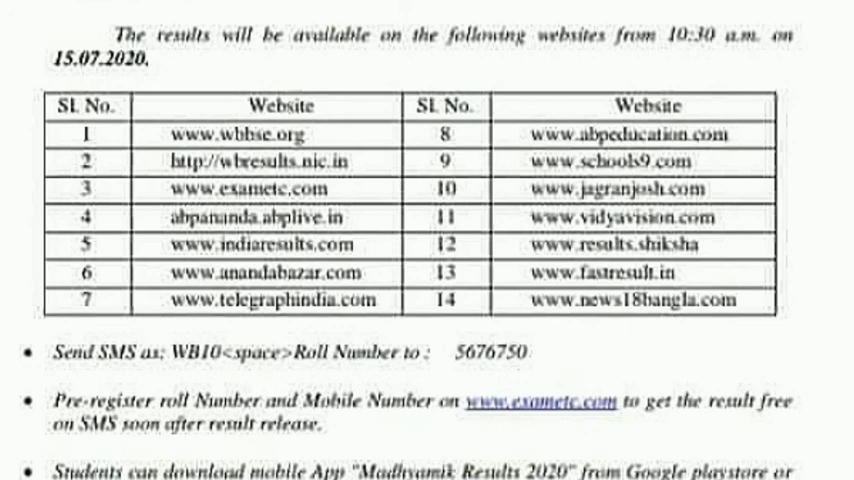 The results will be available on the following websites from 10:30 a.m. on
15.07.2020.
Sl. No. Website Sl. No. Website
1 www.wbbse.org 8 www.abpeducation.com
2 http://wbresults.nic.in 9 www.schools9.com
3 www.exametc.com 10 www.jagranjosh.com
4 abpananda.abplive.in 11 www.vidyavision.com
5 www.indiaresults.com 12 www.results.shiksha
6 www.anandabazar.com 13 www.fastresult.in
7 www.telegraphindia.com 14 www.news18bangla.com
• Send SMS as: WB10<space>Roll Number to : 5676750
• Pre-register roll Number and Mobile Number on www.exametc.com to get the result free
on SMS soon after result release.
• Students can download mobile App "Madhyamik Results 2020" from Google playstore or